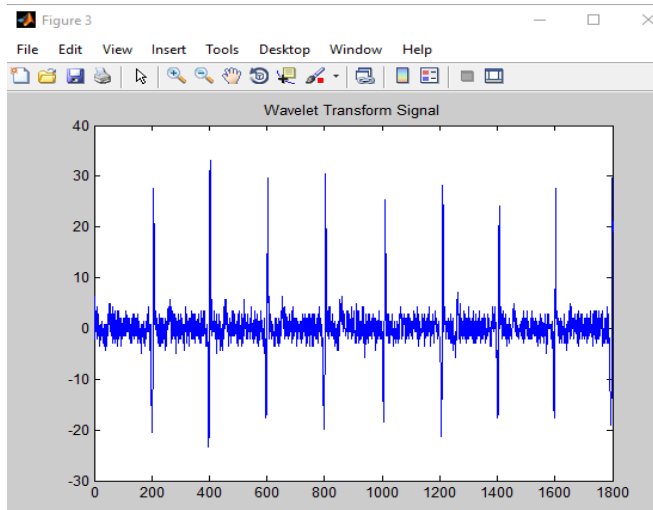 Figure 3
File Edit View Insert Tools Desktop Window Help
Wavelet Transform Signal
40
30
20
10
0
-10
-20
-30
0 200 400 600 800 1000 1200 1400 1600 1800